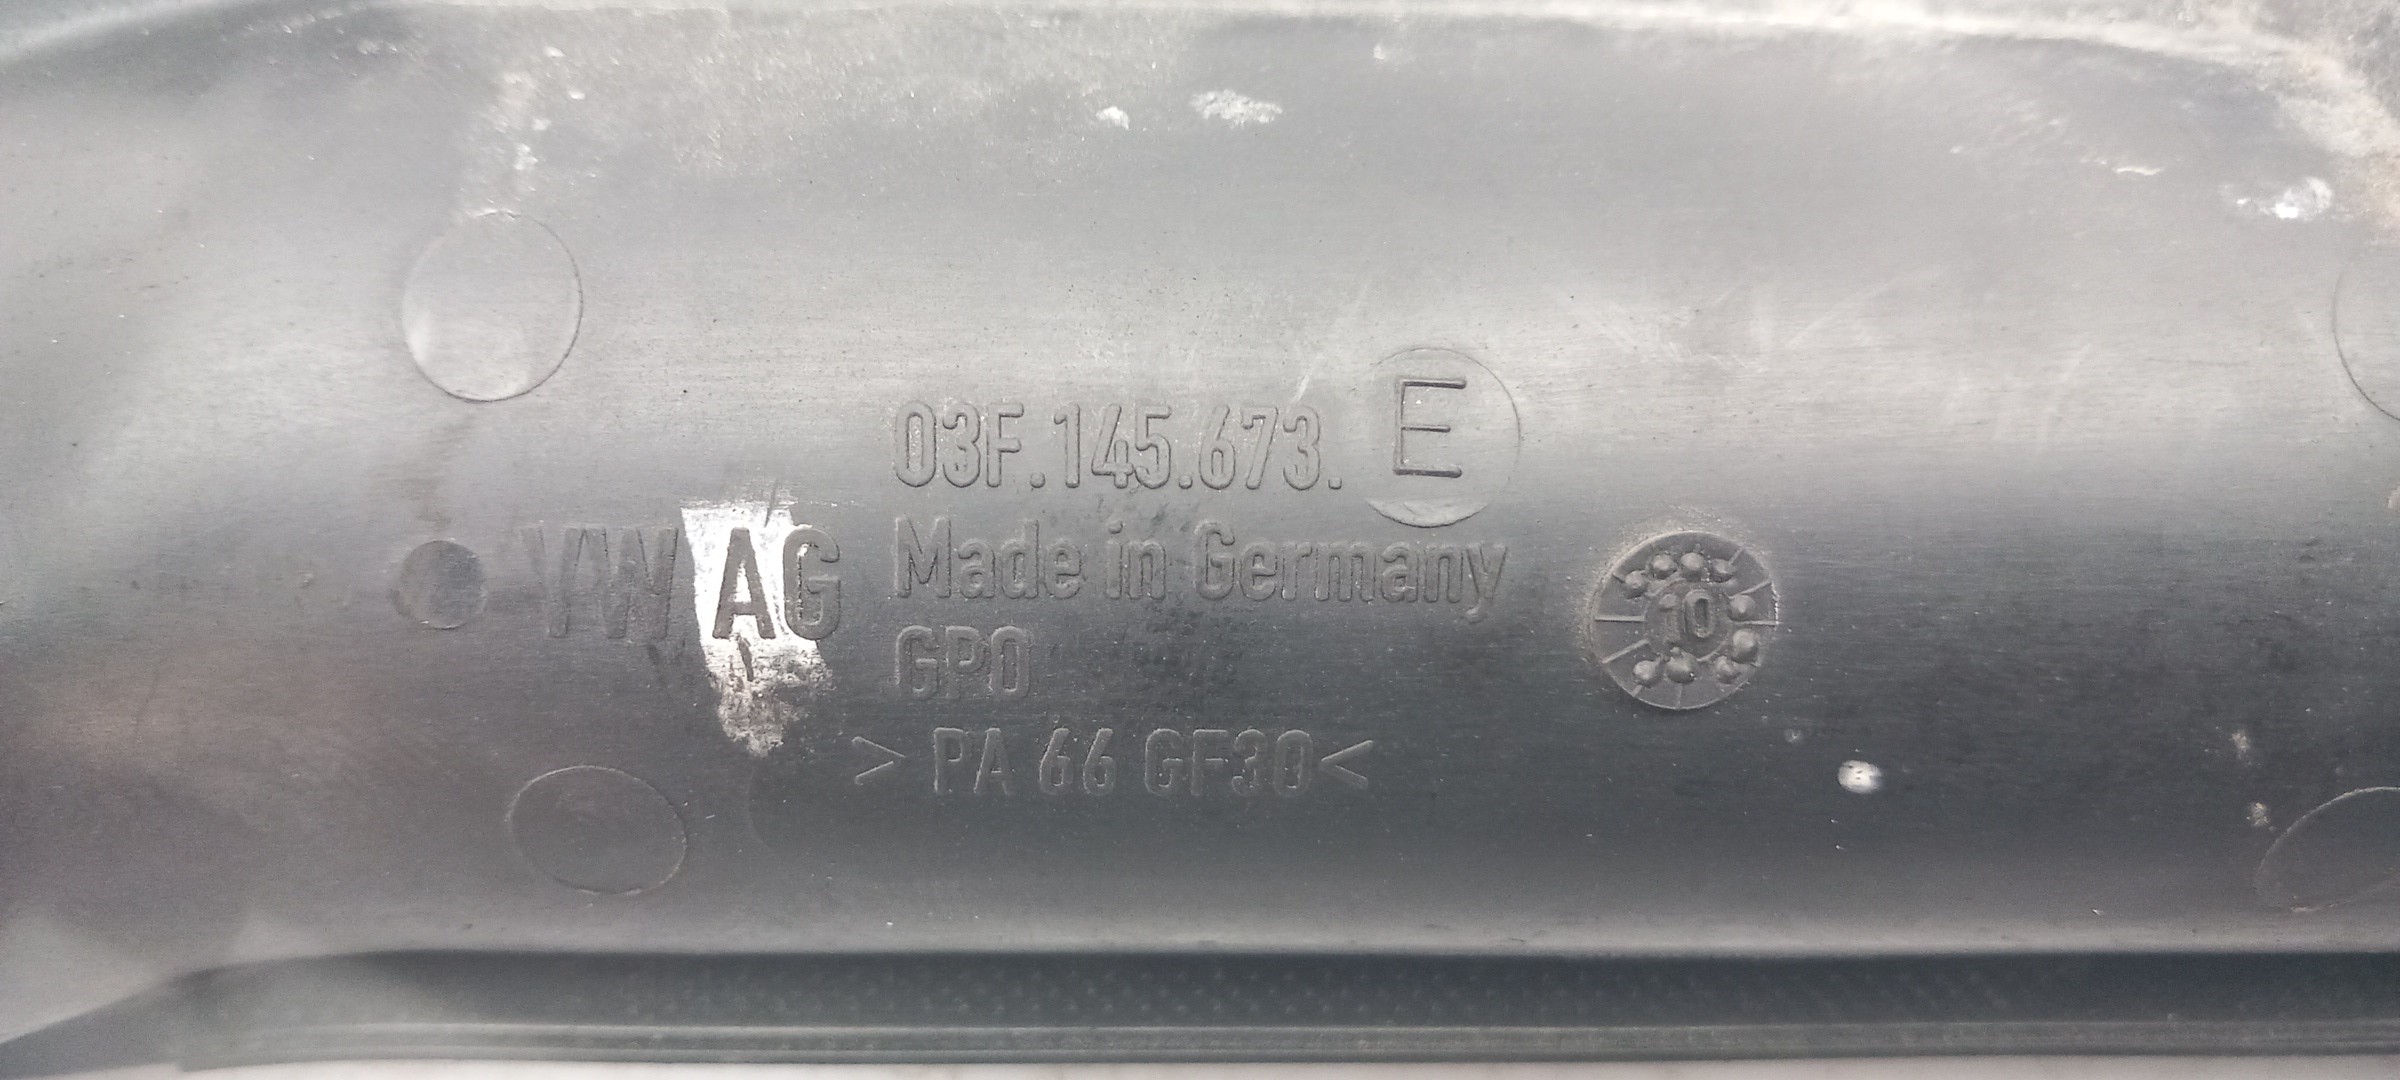 03F.145.673. E
VW AG Made in Germany
GPO
>PA 66 GF30<
10